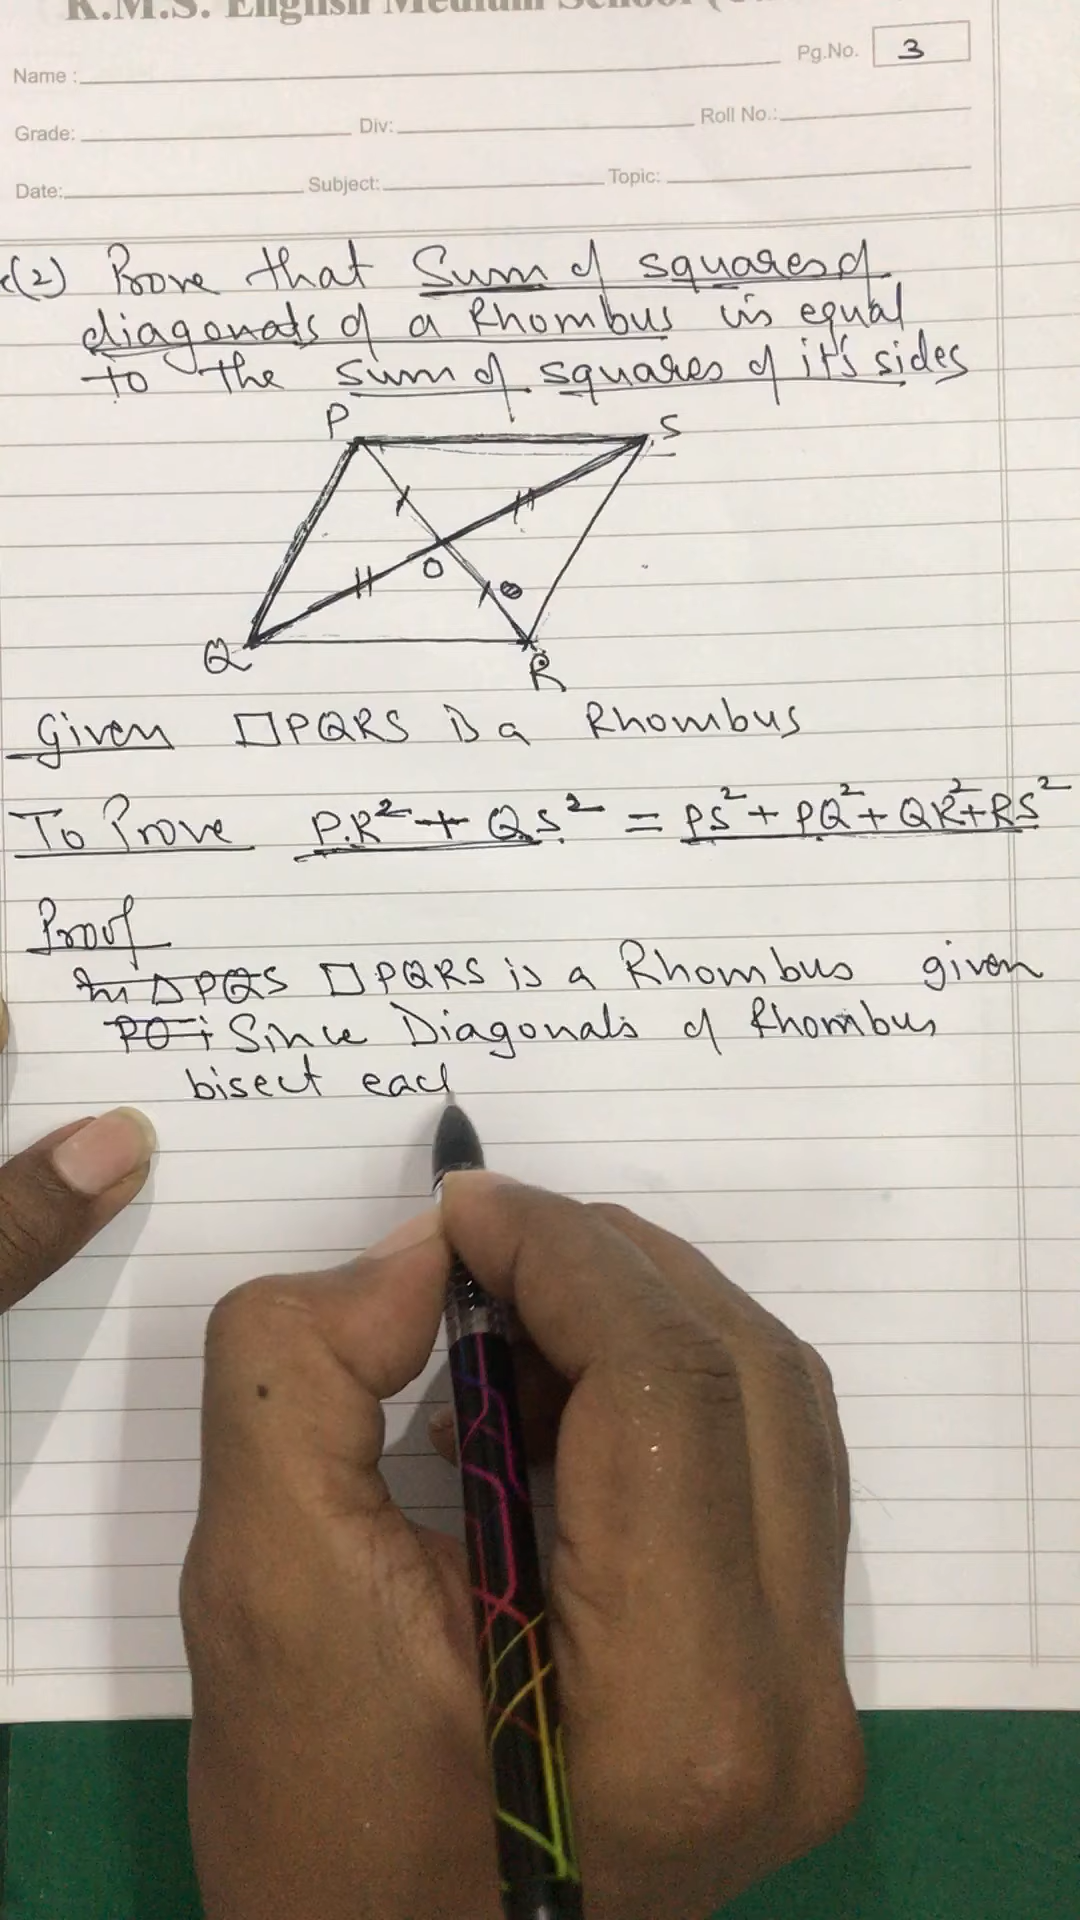 K.M.S. English Medium School
Pg.No. 3
Name :
Grade: Div: Roll No.:
Date: Subject: Topic:
(2) Prove that Sum of squares of
diagonals of a Rhombus is equal
to the sum of squares of it's sides
P S
O
Q R
Given □PQRS is a Rhombus
To Prove PR² + QS² = PS² + PQ² + QR² + RS²
Proof
In △PQS □PQRS is a Rhombus given
PO i Since Diagonals of Rhombus
bisect each